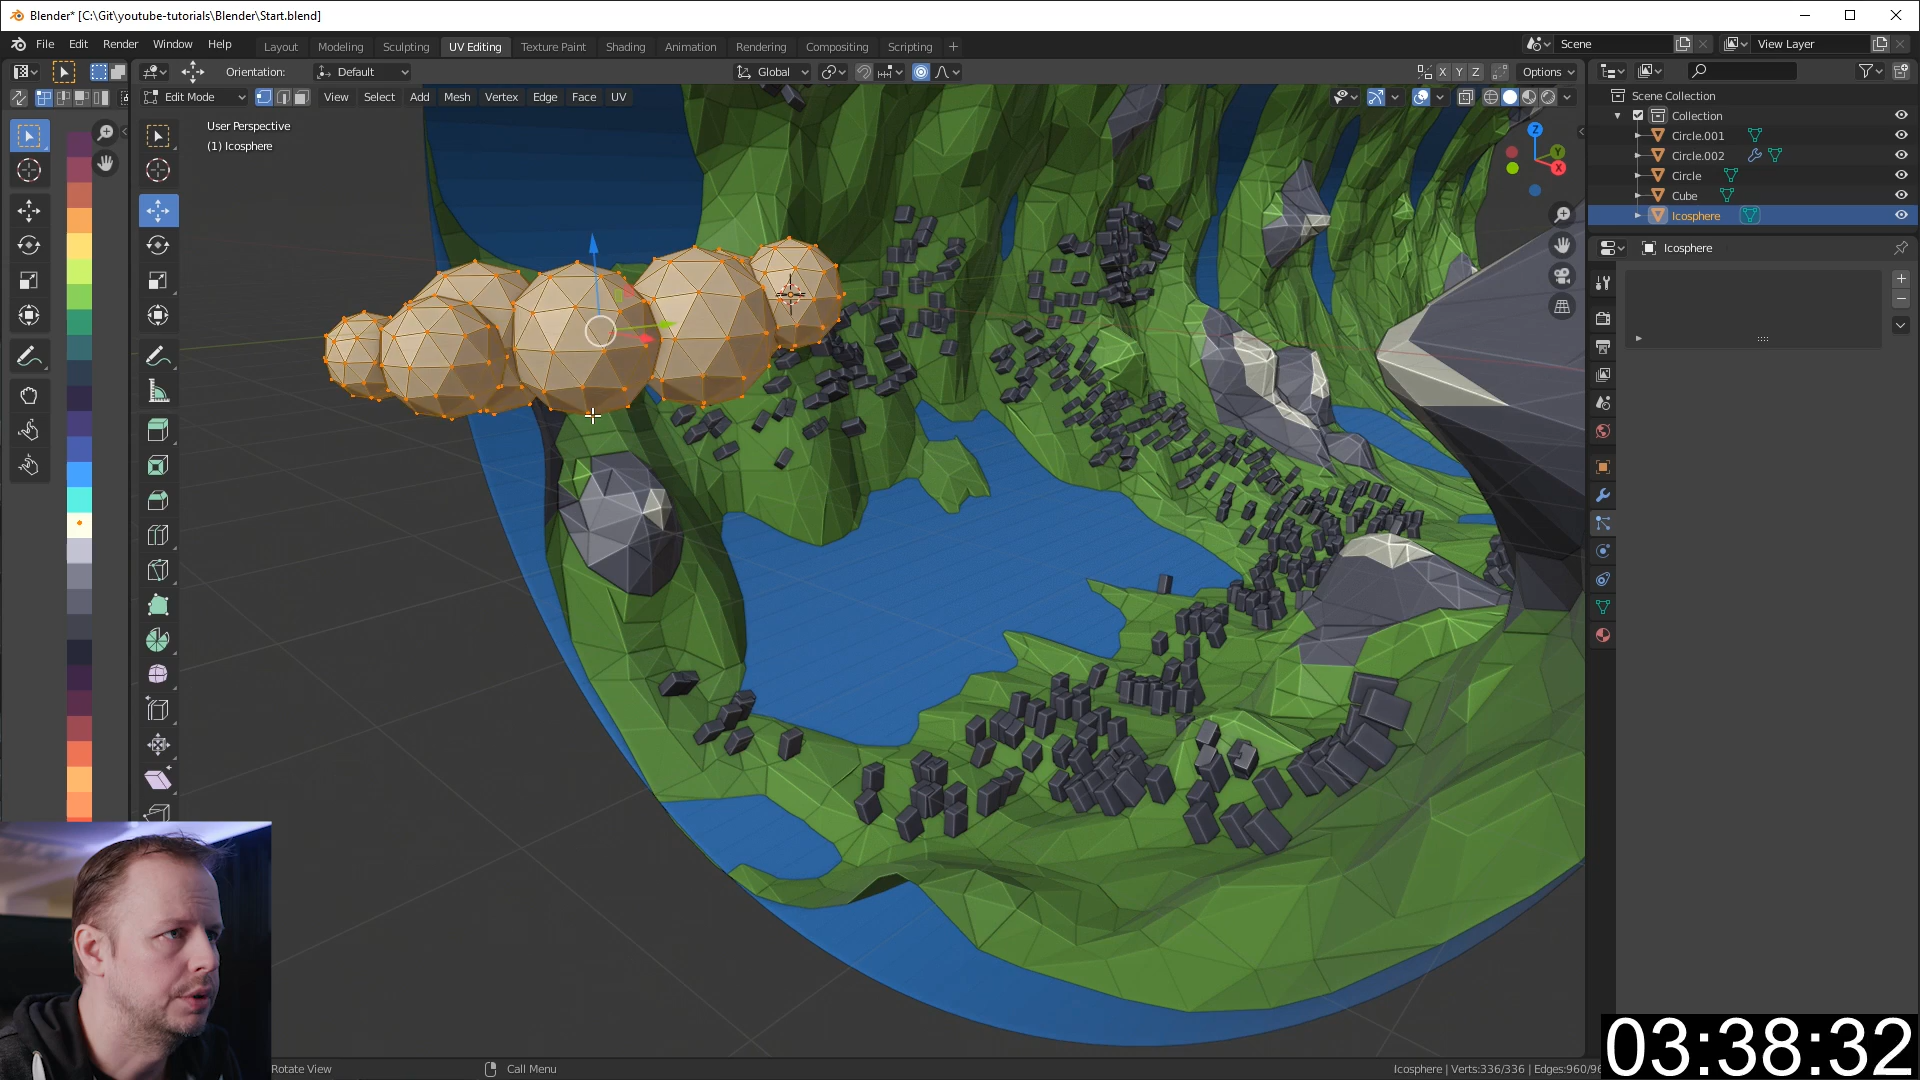 Blender* [C:\Git\youtube-tutorials\Blender\Start.blend]
File Edit Render Window Help
Layout Modeling Sculpting UV Editing Texture Paint Shading Animation Rendering Compositing Scripting +
Scene
View Layer
Orientation: Default
Global
X Y Z
Options
Edit Mode
View Select Add Mesh Vertex Edge Face UV
User Perspective
(1) Icosphere
Z
Y
X
Scene Collection
Collection
Circle.001
Circle.002
Circle
Cube
Icosphere
Icosphere
Rotate View
Call Menu
Icosphere | Verts:336/336 | Edges:960/96
03:38:32